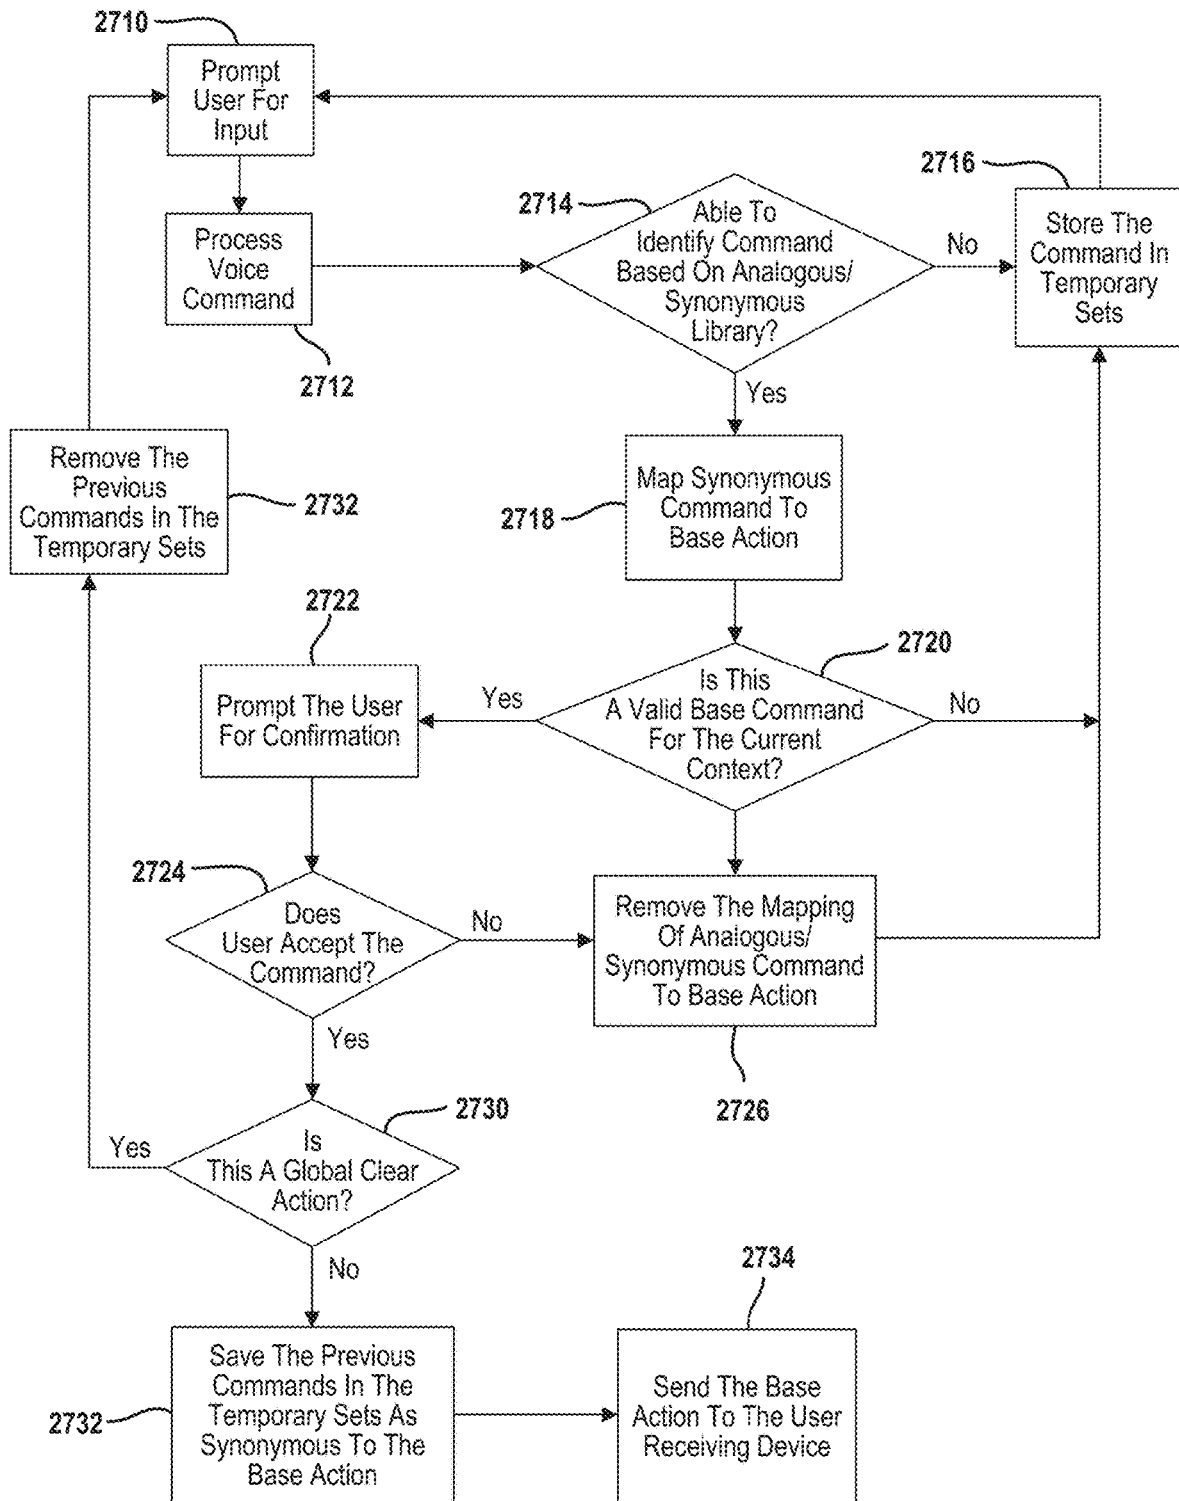 2710
Prompt
User For
Input
2716
2714
Able To
Identify Command
Based On Analogous/
Synonymous
Library?
No
Store The
Command In
Temporary
Sets
Process
Voice
Command
2712
Yes
Remove The
Previous
Commands In The
Temporary Sets
2732
Map Synonymous
Command To
Base Action
2718
2722
2720
Prompt The User
For Confirmation
Yes
Is This
A Valid Base Command
For The Current
Context?
No
2724
Does
User Accept The
Command?
No
Remove The Mapping
Of Analogous/
Synonymous Command
To Base Action
Yes
2726
2730
Yes
Is
This A Global Clear
Action?
No
2734
Save The Previous
Commands In The
Temporary Sets As
Synonymous To The
Base Action
2732
Send The Base
Action To The User
Receiving Device